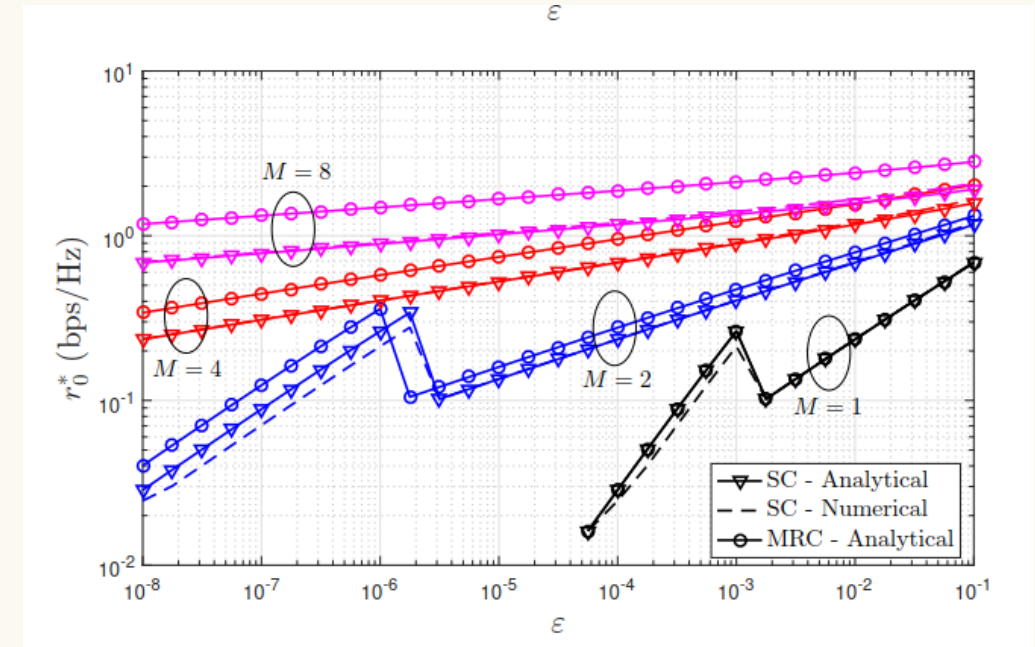 ε
10^1
M = 8
10^0
r_0^* (bps/Hz)
M = 4
M = 2
10^-1
M = 1
SC - Analytical
SC - Numerical
MRC - Analytical
10^-2
10^-8 10^-7 10^-6 10^-5 10^-4 10^-3 10^-2 10^-1
ε